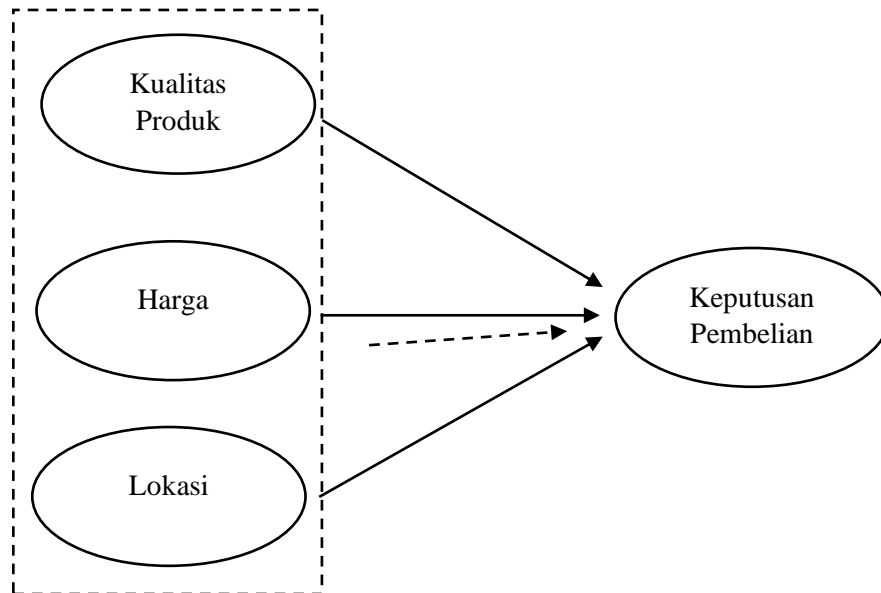 Kualitas
Produk
Harga
Keputusan
Pembelian
Lokasi